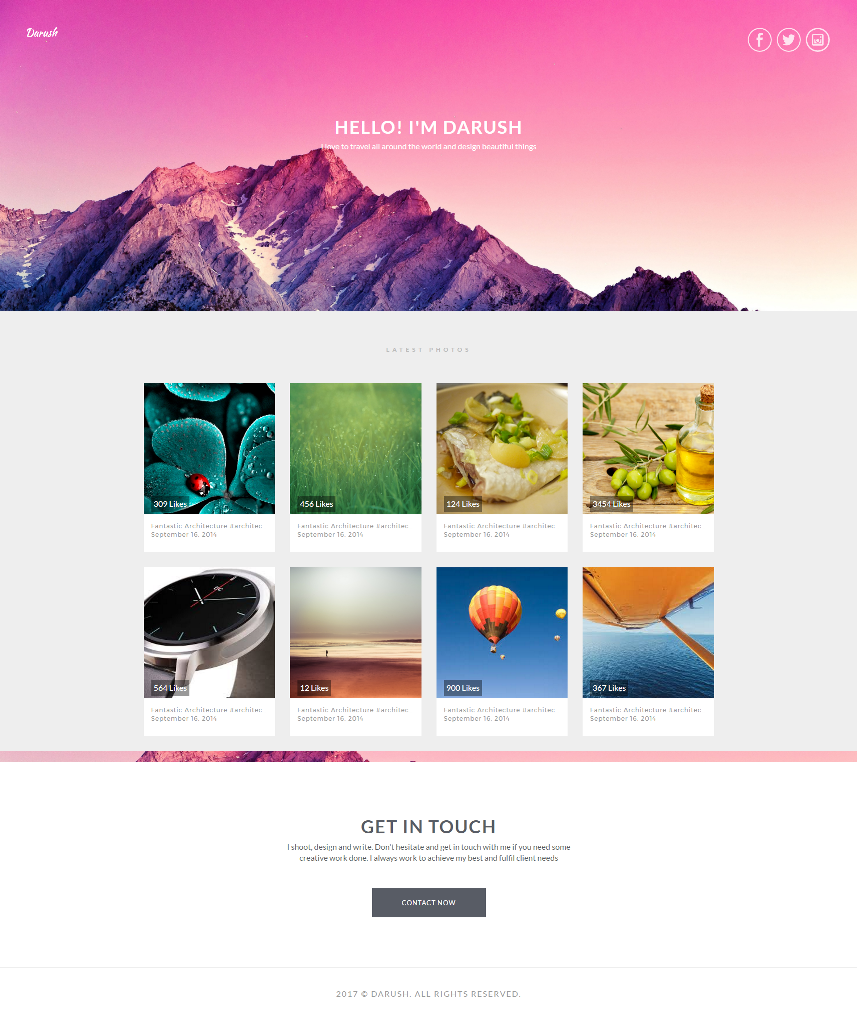 Darush
HELLO! I'M DARUSH
I love to travel all around the world and design beautiful things
LATEST PHOTOS
309 Likes
456 Likes
124 Likes
3454 Likes
Fantastic Architecture #architec
September 16, 2014
Fantastic Architecture #architec
September 16, 2014
Fantastic Architecture #architec
September 16, 2014
Fantastic Architecture #architec
September 16, 2014
564 Likes
12 Likes
900 Likes
367 Likes
Fantastic Architecture #architec
September 16, 2014
Fantastic Architecture #architec
September 16, 2014
Fantastic Architecture #architec
September 16, 2014
Fantastic Architecture #architec
September 16, 2014
GET IN TOUCH
I shoot, design and write. Don't hesitate and get in touch with me if you need some
creative work done. I always work to achieve my best and fulfil client needs
CONTACT NOW
2017 © DARUSH. ALL RIGHTS RESERVED.